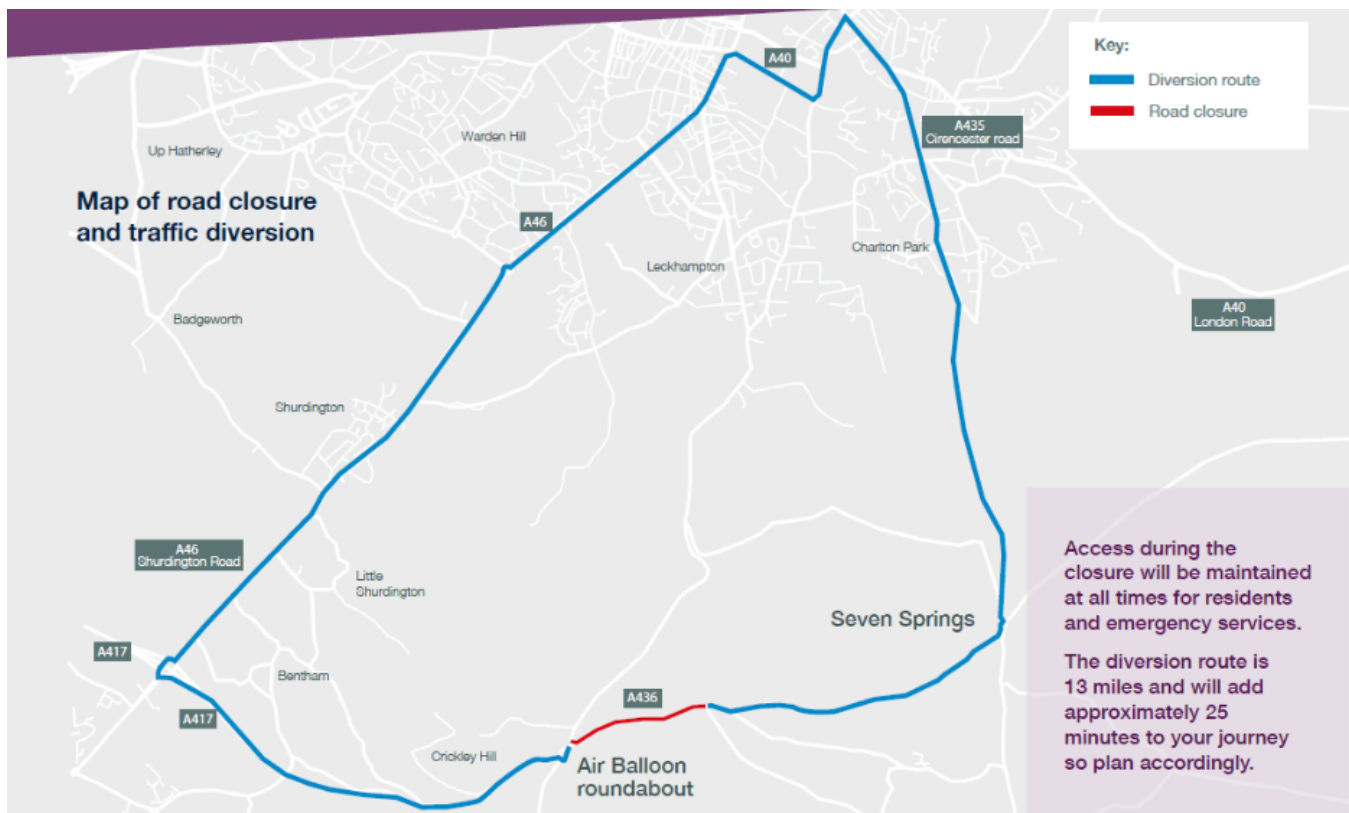 Key:
Diversion route
Road closure
A40
A435
Cirencester road
Warden Hill
Up Hatherley
Map of road closure
and traffic diversion
A46
Charlton Park
Leckhampton
A40
London Road
Badgeworth
Shurdington
A46
Shurdington Road
Little
Shurdington
Access during the
closure will be maintained
at all times for residents
and emergency services.
The diversion route is
13 miles and will add
approximately 25
minutes to your journey
so plan accordingly.
Seven Springs
A417
Bentham
A417
A436
Crickley Hill
Air Balloon
roundabout